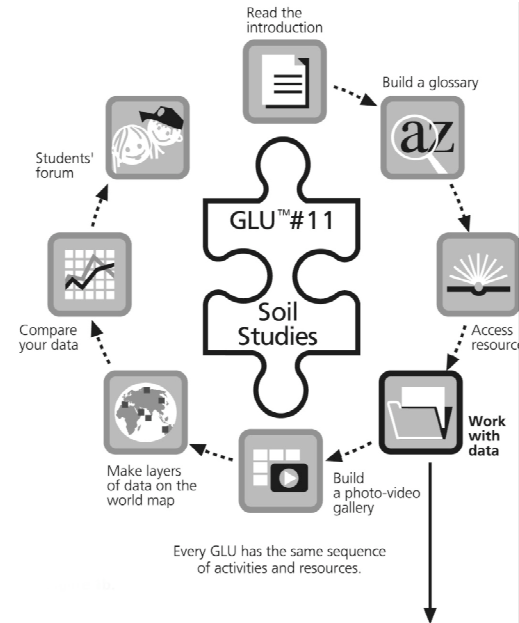 Read the
introduction
Build a glossary
az
Students'
forum
GLU™#11
Soil
Studies
Access
resource
Compare
your data
Work
with
data
Make layers
of data on the
world map
Build
a photo-video
gallery
Every GLU has the same sequence
of activities and resources.